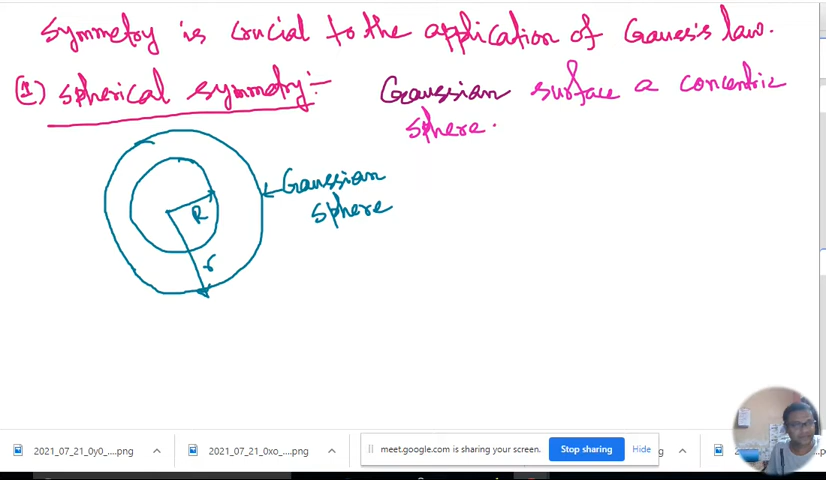 Symmetry is crucial to the application of Gauss's law.
(1) Spherical symmetry:- Gaussian surface a concentric
sphere.
Gaussian
sphere
R
r
2021_07_21_0y0_....png
2021_07_21_0xo_....png
meet.google.com is sharing your screen.
Stop sharing
Hide